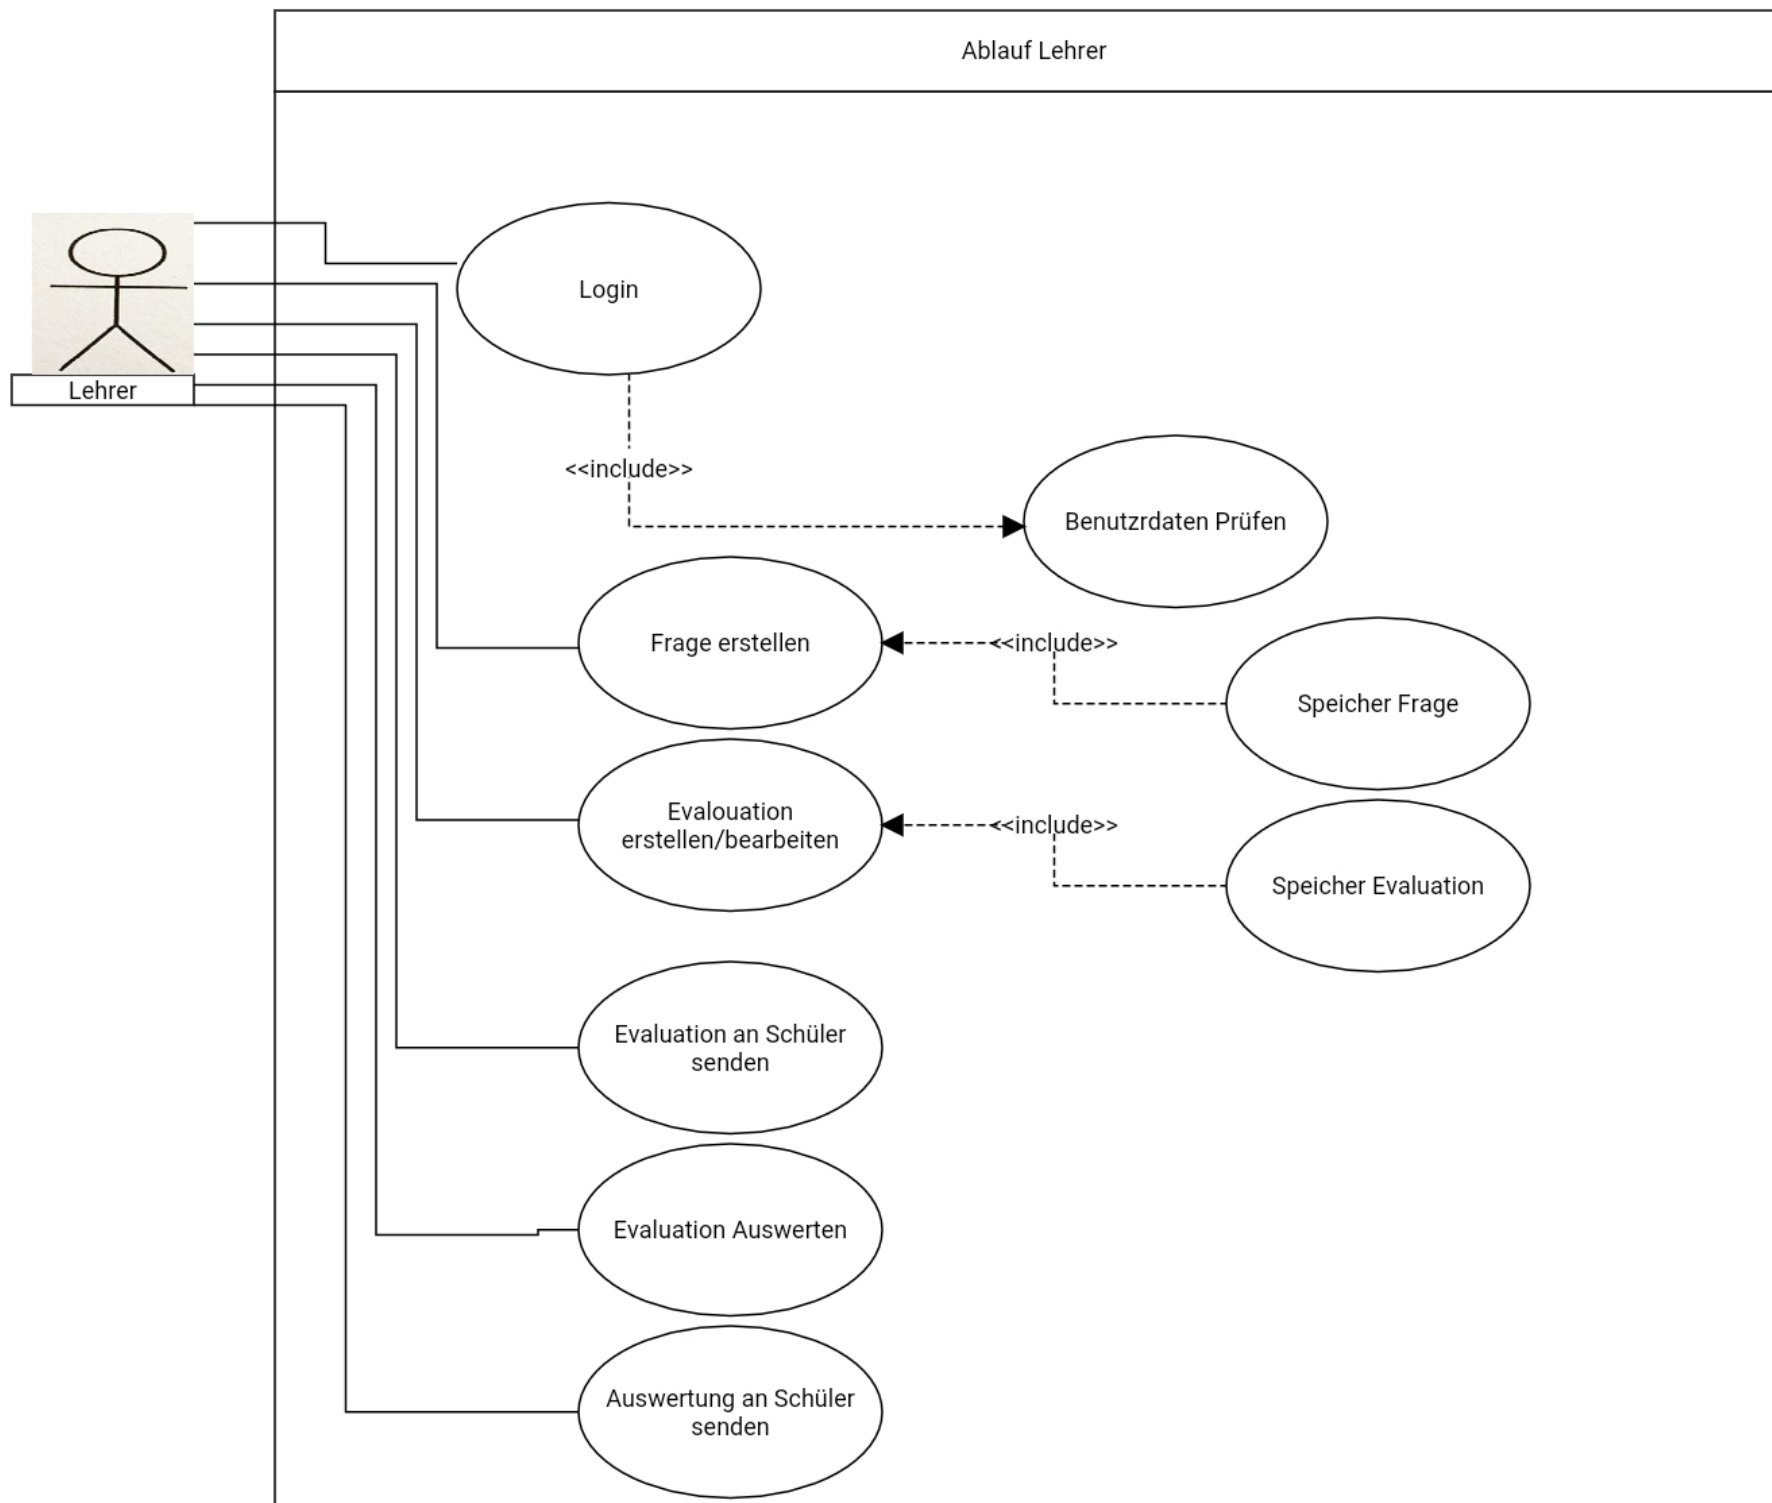 Ablauf Lehrer
Login
Lehrer
<<include>>
Benutzrdaten Prüfen
Frage erstellen
<<include>>
Speicher Frage
Evalouation
erstellen/bearbeiten
<<include>>
Speicher Evaluation
Evaluation an Schüler
senden
Evaluation Auswerten
Auswertung an Schüler
senden